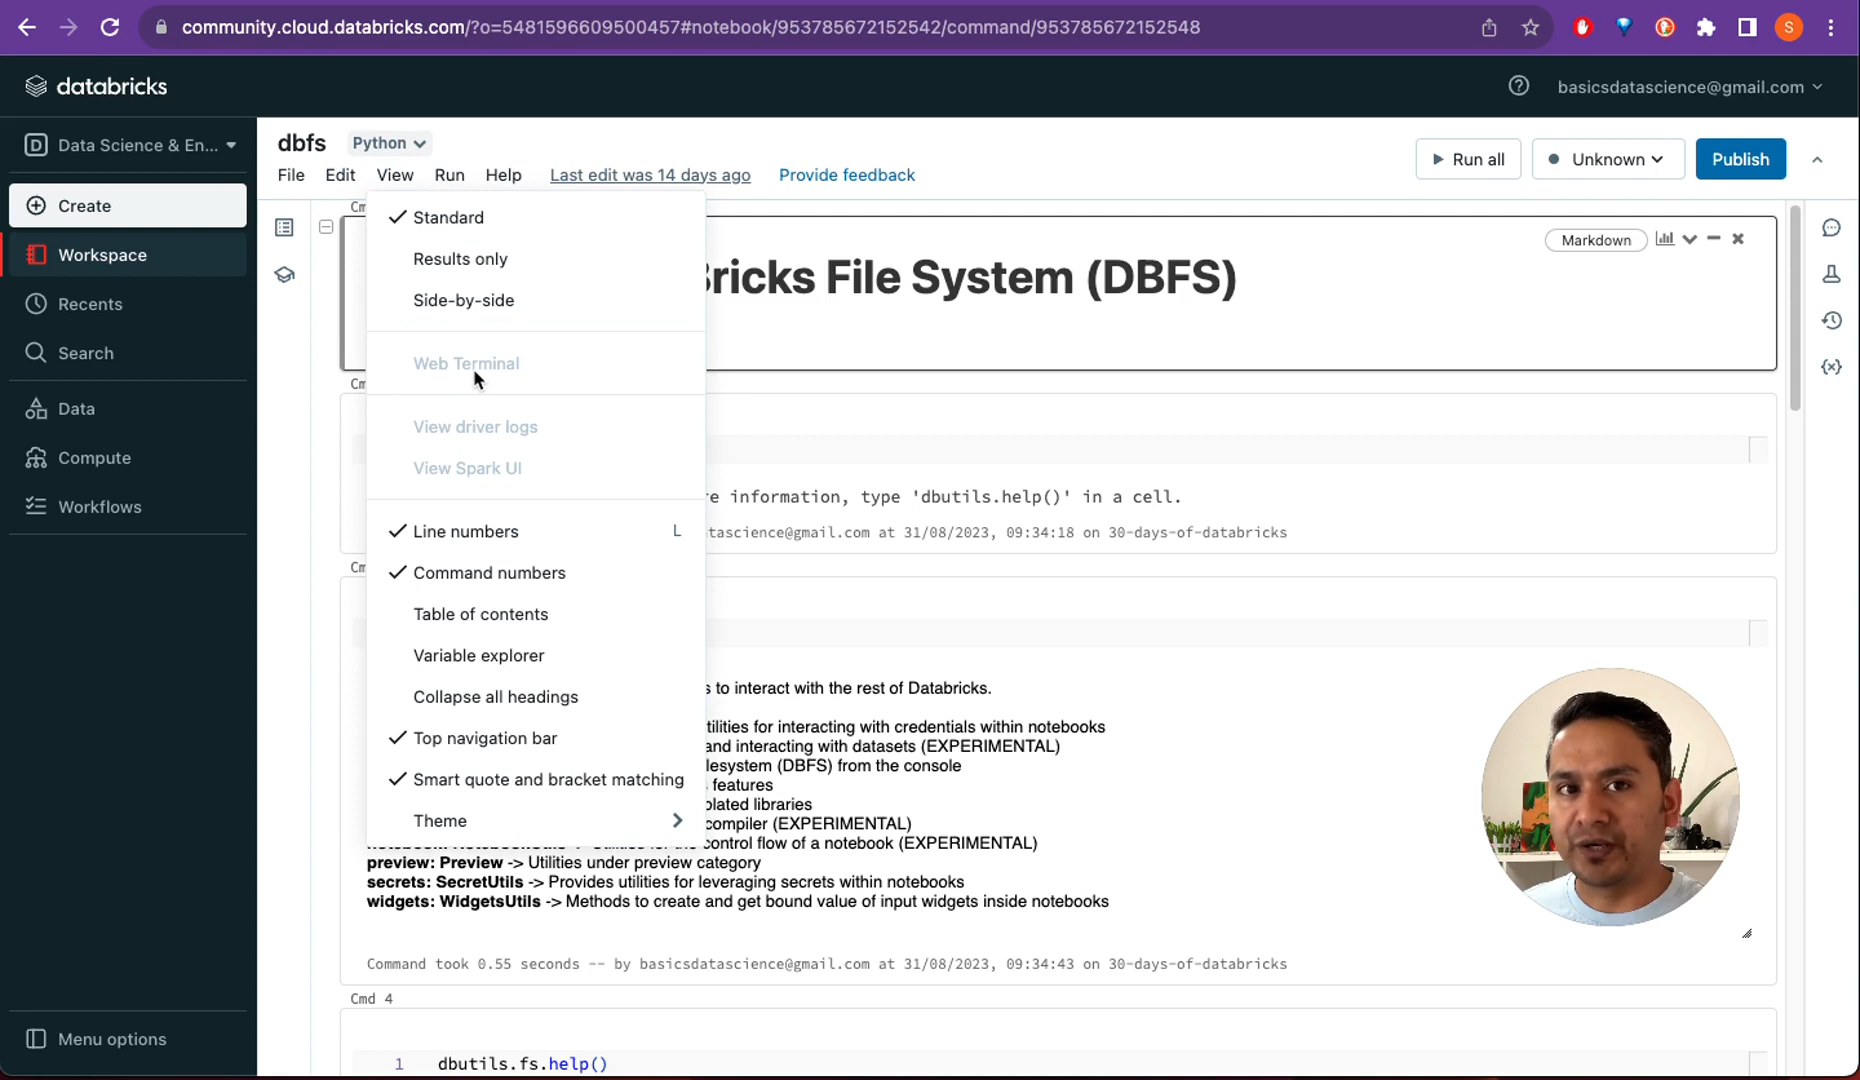 community.cloud.databricks.com/?o=5481596609500457#notebook/953785672152542/command/953785672152548
S
databricks
basicsdatascience@gmail.com
D Data Science & En...
dbfs
Python
Run all
Unknown
Publish
File Edit View Run Help Last edit was 14 days ago Provide feedback
Create
Workspace
Recents
Search
Data
Compute
Workflows
Menu options
Standard
Results only
Side-by-side
Web Terminal
View driver logs
View Spark UI
Line numbers L
Command numbers
Table of contents
Variable explorer
Collapse all headings
Top navigation bar
Smart quote and bracket matching
Theme
Markdown
Bricks File System (DBFS)
re information, type 'dbutils.help()' in a cell.
tascience@gmail.com at 31/08/2023, 09:34:18 on 30-days-of-databricks
s to interact with the rest of Databricks.
tilities for interacting with credentials within notebooks
and interacting with datasets (EXPERIMENTAL)
lesystem (DBFS) from the console
features
olated libraries
compiler (EXPERIMENTAL)
control flow of a notebook (EXPERIMENTAL)
preview: Preview -> Utilities under preview category
secrets: SecretUtils -> Provides utilities for leveraging secrets within notebooks
widgets: WidgetsUtils -> Methods to create and get bound value of input widgets inside notebooks
Command took 0.55 seconds -- by basicsdatascience@gmail.com at 31/08/2023, 09:34:43 on 30-days-of-databricks
Cmd 4
1 dbutils.fs.help()